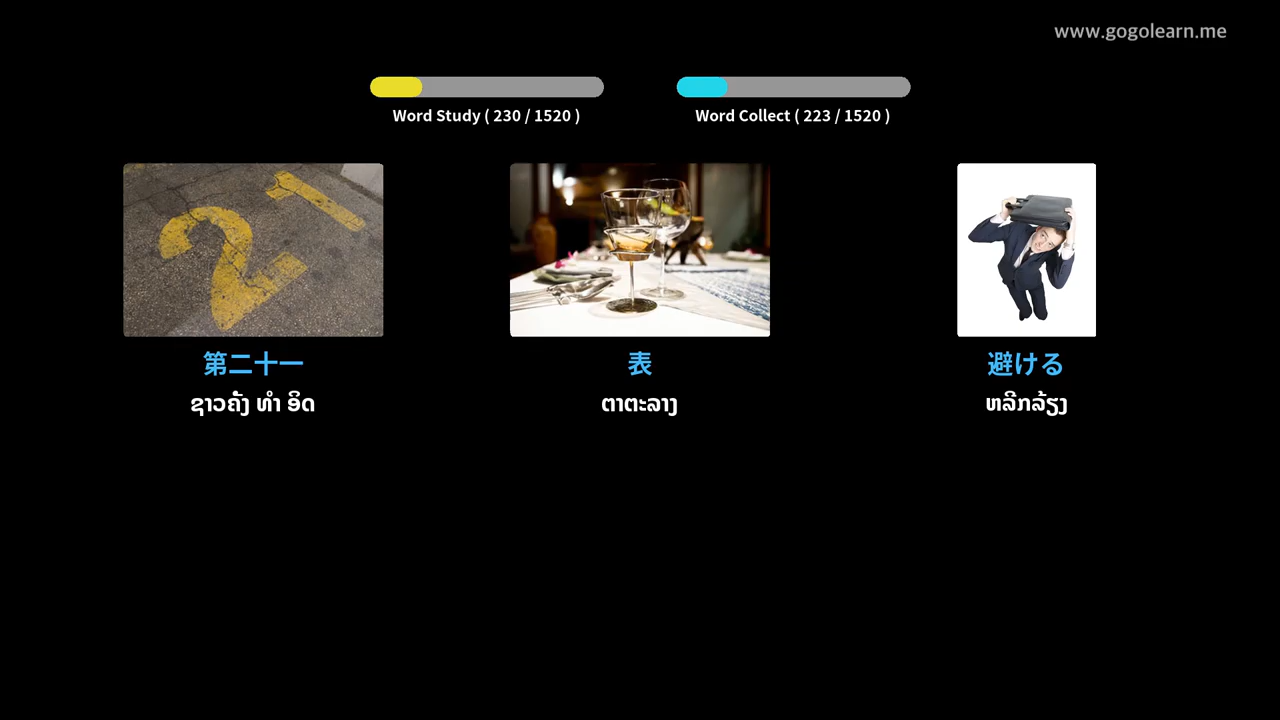 www.gogolearn.me
Word Study ( 230 / 1520 )
Word Collect ( 223 / 1520 )
21
第二十一
ຊາວຄັ້ງ ທຳ ອິດ
表
ຕາຕະລາງ
避ける
ຫລີກລ້ຽງ